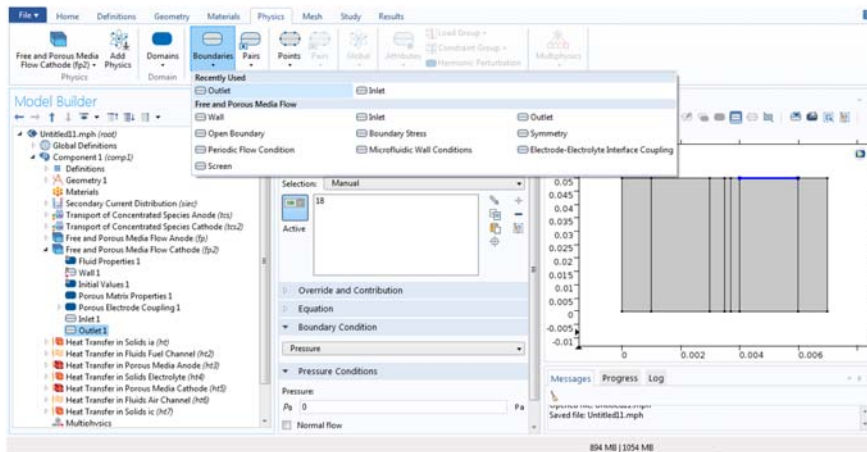 File Home Definitions Geometry Materials Physics Mesh Study Results
Load Group
Constraint Group
Harmonic Perturbation
Free and Porous Media Flow Cathode (fp2) Add Physics Domains Boundaries Pairs Points Pairs Global Attributes Multiphysics
Physics Domain
Recently Used
Outlet Inlet
Free and Porous Media Flow
Wall Inlet Outlet
Open Boundary Boundary Stress Symmetry
Periodic Flow Condition Microfluidic Wall Conditions Electrode-Electrolyte Interface Coupling
Screen
Model Builder
Untitled11.mph (root)
Global Definitions
Component 1 (comp1)
Definitions
Geometry 1
Materials
Secondary Current Distribution (siec)
Transport of Concentrated Species Anode (tcs)
Transport of Concentrated Species Cathode (tcs2)
Free and Porous Media Flow Anode (fp)
Free and Porous Media Flow Cathode (fp2)
Fluid Properties 1
Wall 1
Initial Values 1
Porous Matrix Properties 1
Porous Electrode Coupling 1
Inlet 1
Outlet 1
Heat Transfer in Solids ia (ht)
Heat Transfer in Fluids Fuel Channel (ht2)
Heat Transfer in Porous Media Anode (ht3)
Heat Transfer in Solids Electrolyte (ht4)
Heat Transfer in Porous Media Cathode (ht5)
Heat Transfer in Fluids Air Channel (ht6)
Heat Transfer in Solids ic (ht7)
Multiphysics
Selection: Manual
18
Active
Override and Contribution
Equation
Boundary Condition
Pressure
Pressure Conditions
Pressure:
p0 0 Pa
Normal flow
0.05
0.045
0.04
0.035
0.03
0.025
0.02
0.015
0.01
0.005
0
-0.005
-0.01
0 0.002 0.004 0.006
Messages Progress Log
Saved file: Untitled11.mph
894 MB | 1054 MB